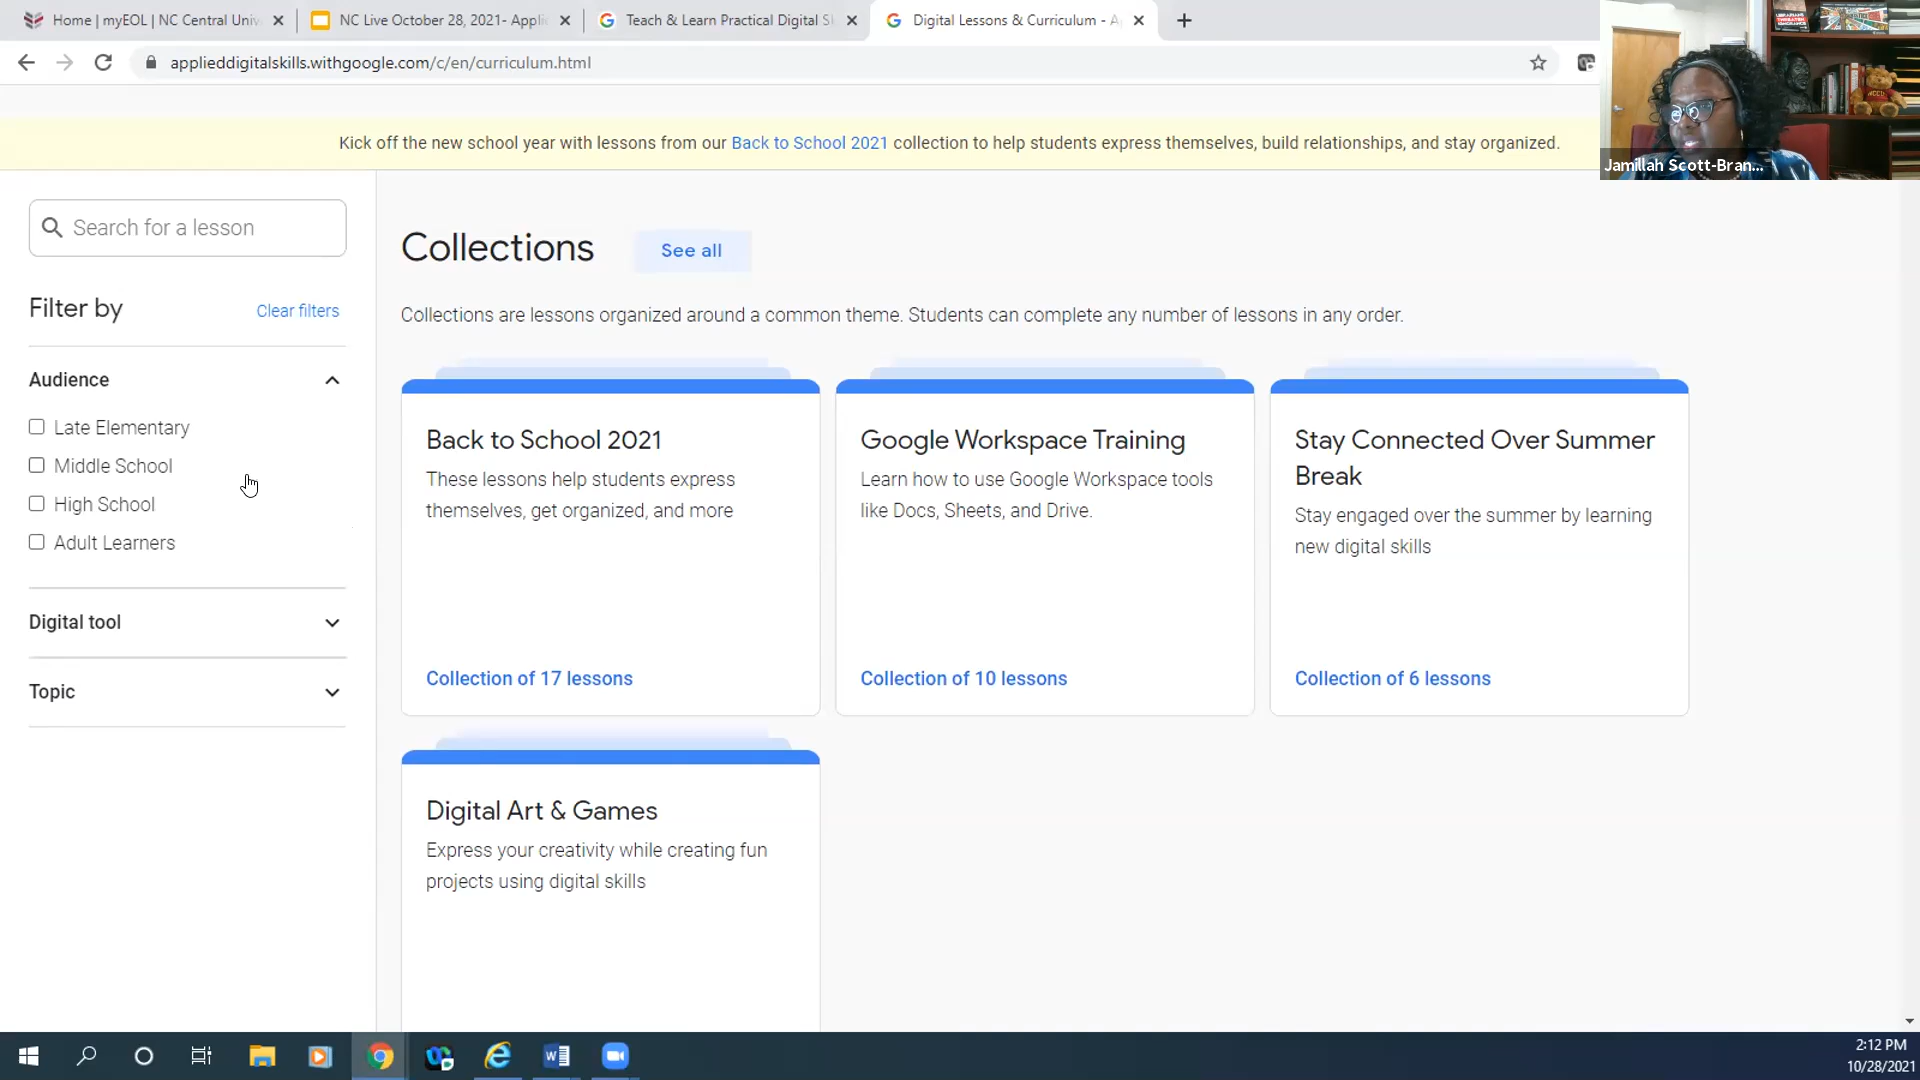 Home | myEOL | NC Central Univ
NC Live October 28, 2021- Applie
Teach & Learn Practical Digital Sk
Digital Lessons & Curriculum - Ap
applieddigitalskills.withgoogle.com/c/en/curriculum.html
Jamillah Scott-Bran...
Kick off the new school year with lessons from our Back to School 2021 collection to help students express themselves, build relationships, and stay organized.
Search for a lesson
Filter by
Clear filters
Audience
Late Elementary
Middle School
High School
Adult Learners
Digital tool
Topic
Collections
See all
Collections are lessons organized around a common theme. Students can complete any number of lessons in any order.
Back to School 2021
These lessons help students express
themselves, get organized, and more
Collection of 17 lessons
Google Workspace Training
Learn how to use Google Workspace tools
like Docs, Sheets, and Drive.
Collection of 10 lessons
Stay Connected Over Summer
Break
Stay engaged over the summer by learning
new digital skills
Collection of 6 lessons
Digital Art & Games
Express your creativity while creating fun
projects using digital skills
2:12 PM
10/28/2021